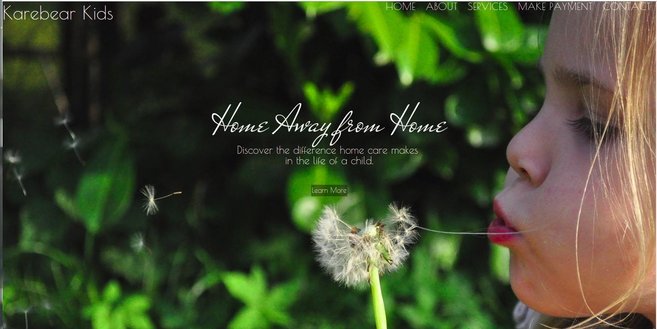 Karebear Kids
HOME ABOUT SERVICES MAKE PAYMENT CONTACT
Home Away from Home
Discover the difference home care makes
in the life of a child.
Learn More